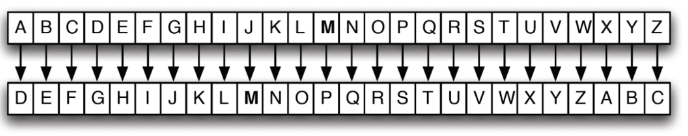 A B C D E F G H I J K L M N O P Q R S T U V W X Y Z
D E F G H I J K L M N O P Q R S T U V W X Y Z A B C